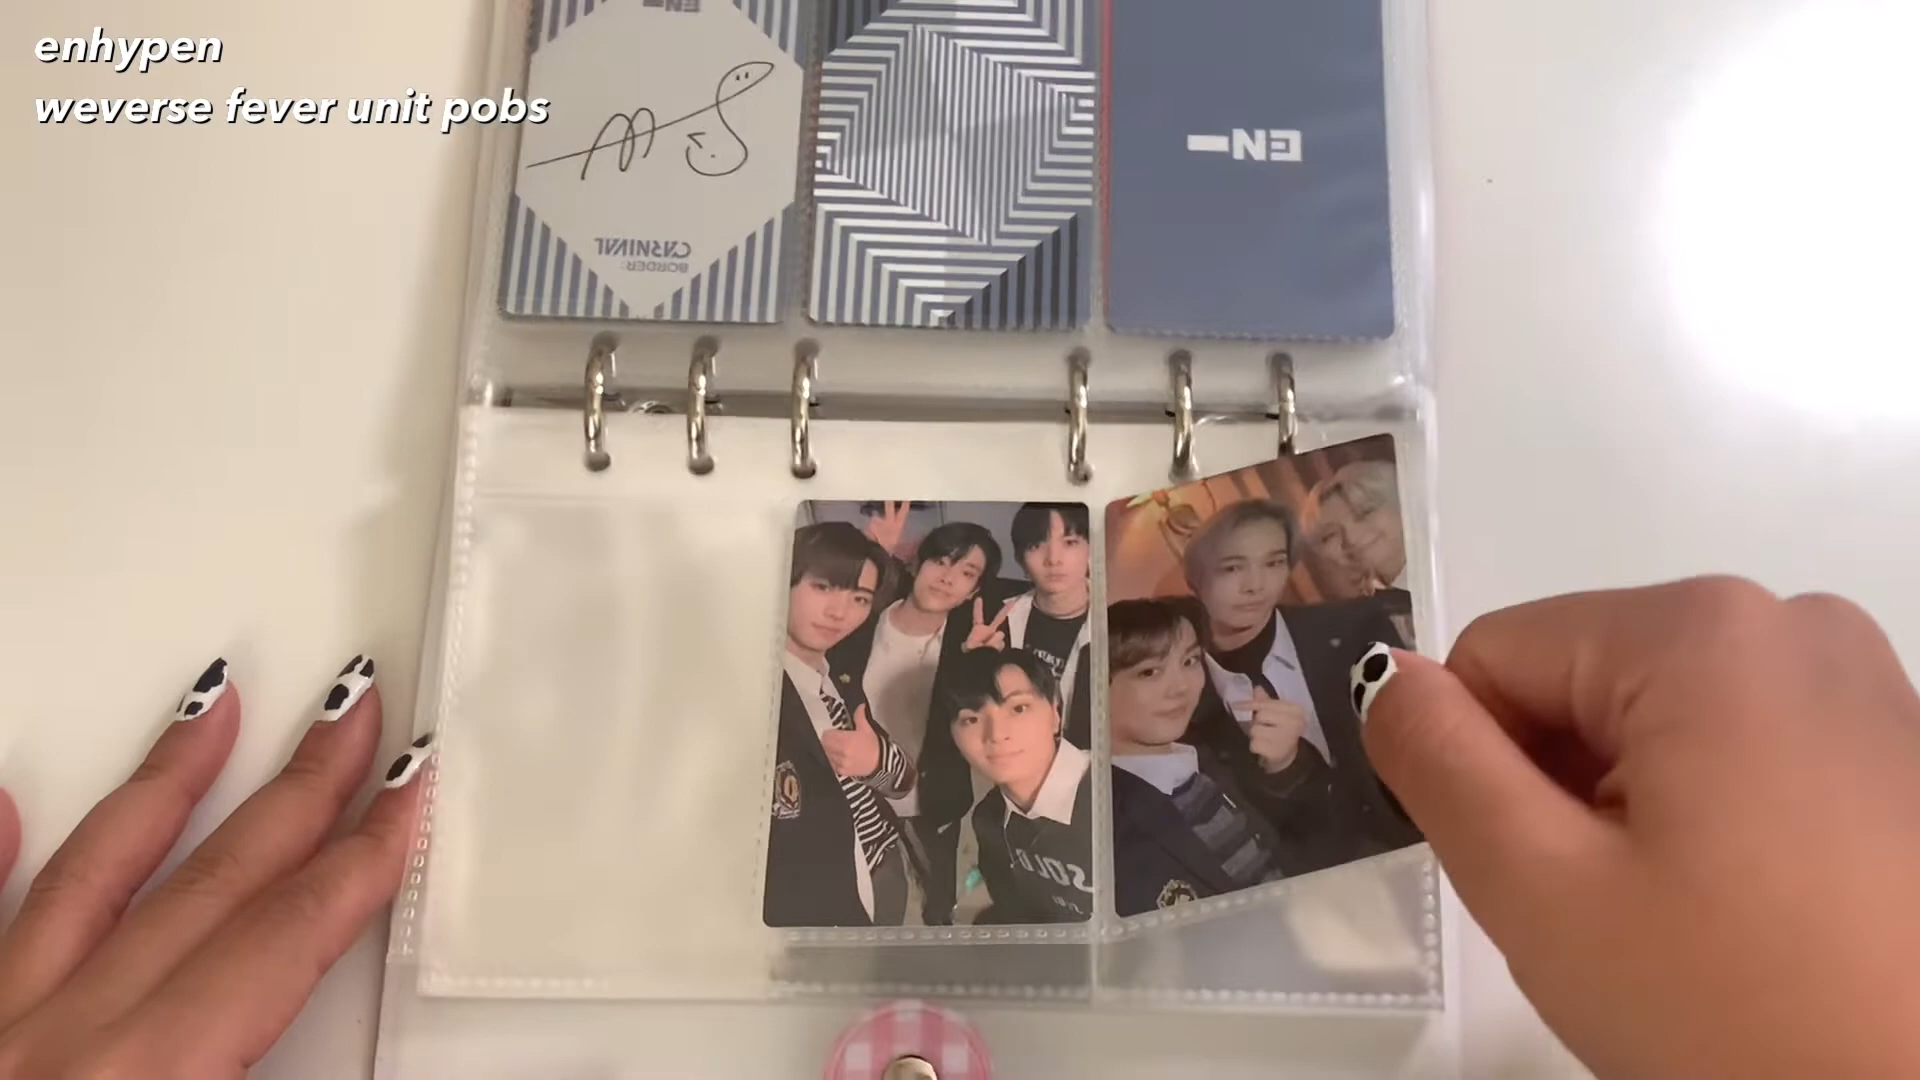 enhypen
weverse fever unit pobs
EN-
EN-
CARNIVAL
BORDER: